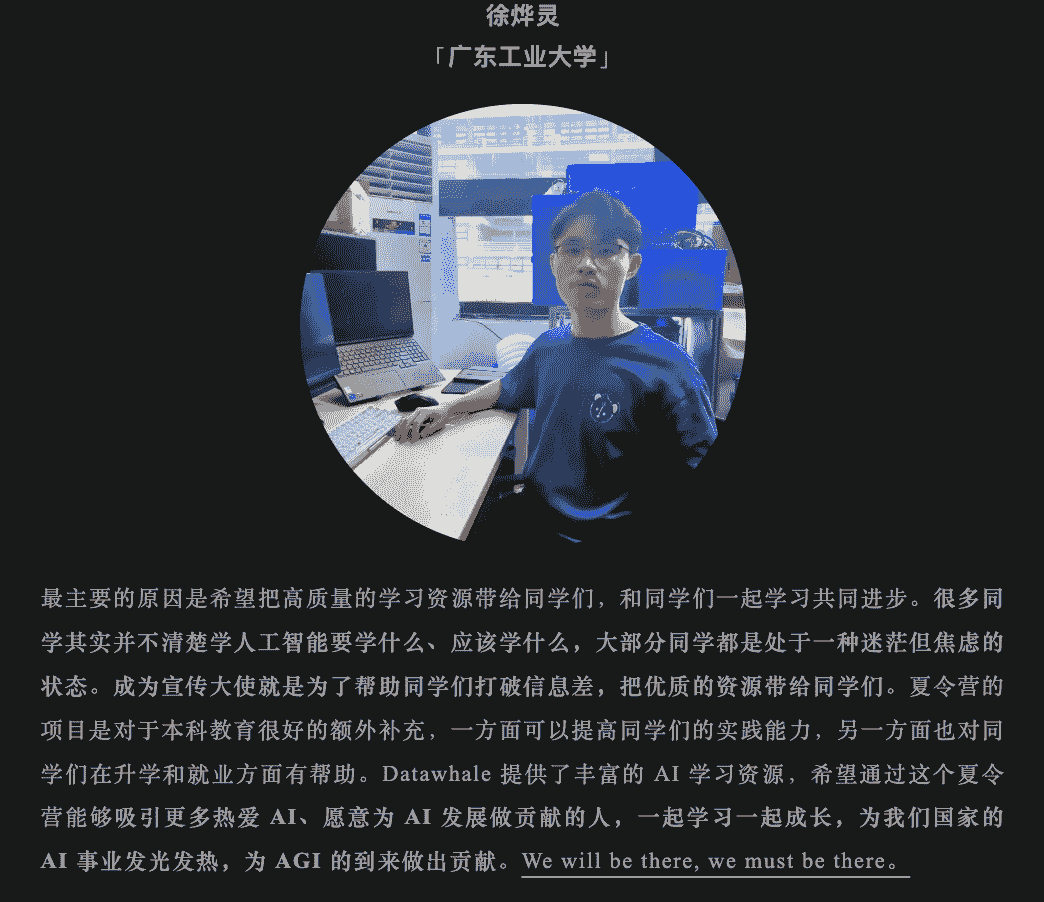 徐烨灵
「广东工业大学」
最主要的原因是希望把高质量的学习资源带给同学们，和同学们一起学习共同进步。很多同
学其实并不清楚学人工智能要学什么、应该学什么，大部分同学都是处于一种迷茫但焦虑的
状态。成为宣传大使就是为了帮助同学们打破信息差，把优质的资源带给同学们。夏令营的
项目是对于本科教育很好的额外补充，一方面可以提高同学们的实践能力，另一方面也对同
学们在升学和就业方面有帮助。Datawhale 提供了丰富的 AI 学习资源，希望通过这个夏令
营能够吸引更多热爱 AI、愿意为 AI 发展做贡献的人，一起学习一起成长，为我们国家的
AI 事业发光发热，为 AGI 的到来做出贡献。We will be there, we must be there。